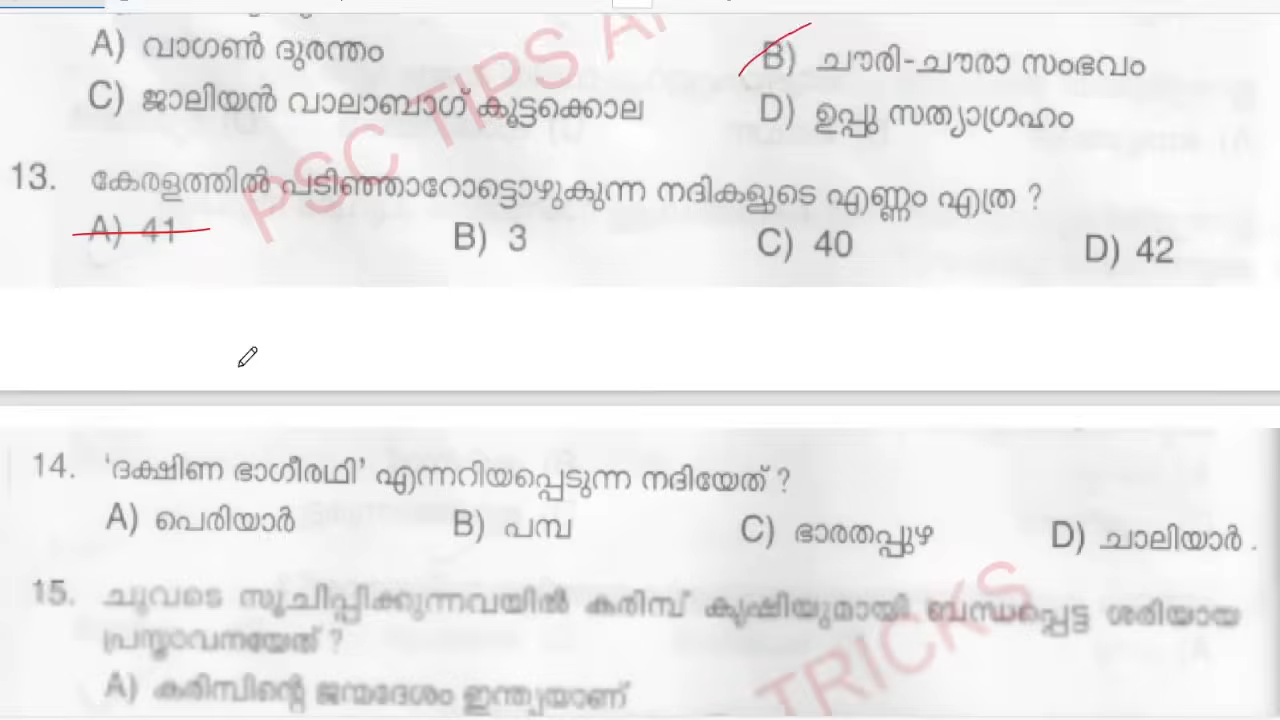 A) വാഗൺ ദുരന്തം
B) ചൗരി-ചൗരാ സംഭവം
C) ജാലിയൻ വാലാബാഗ് കൂട്ടക്കൊല
D) ഉപ്പു സത്യാഗ്രഹം
PSC TIPS AN
13. കേരളത്തിൽ പടിഞ്ഞാറോട്ടൊഴുകുന്ന നദികളുടെ എണ്ണം എത്ര ?
A) 41 B) 3 C) 40 D) 42
14. 'ദക്ഷിണ ഭാഗീരഥി' എന്നറിയപ്പെടുന്ന നദിയേത് ?
A) പെരിയാർ B) പമ്പ C) ഭാരതപ്പുഴ D) ചാലിയാർ .
15. ചുവടെ സൂചിപ്പിക്കുന്നവയിൽ കരിമ്പ് കൃഷിയുമായി ബന്ധപ്പെട്ട ശരിയായ
പ്രസ്താവനയേത് ?
A) കരിമ്പിന്റെ ജന്മദേശം ഇന്ത്യയാണ്
TRICKS